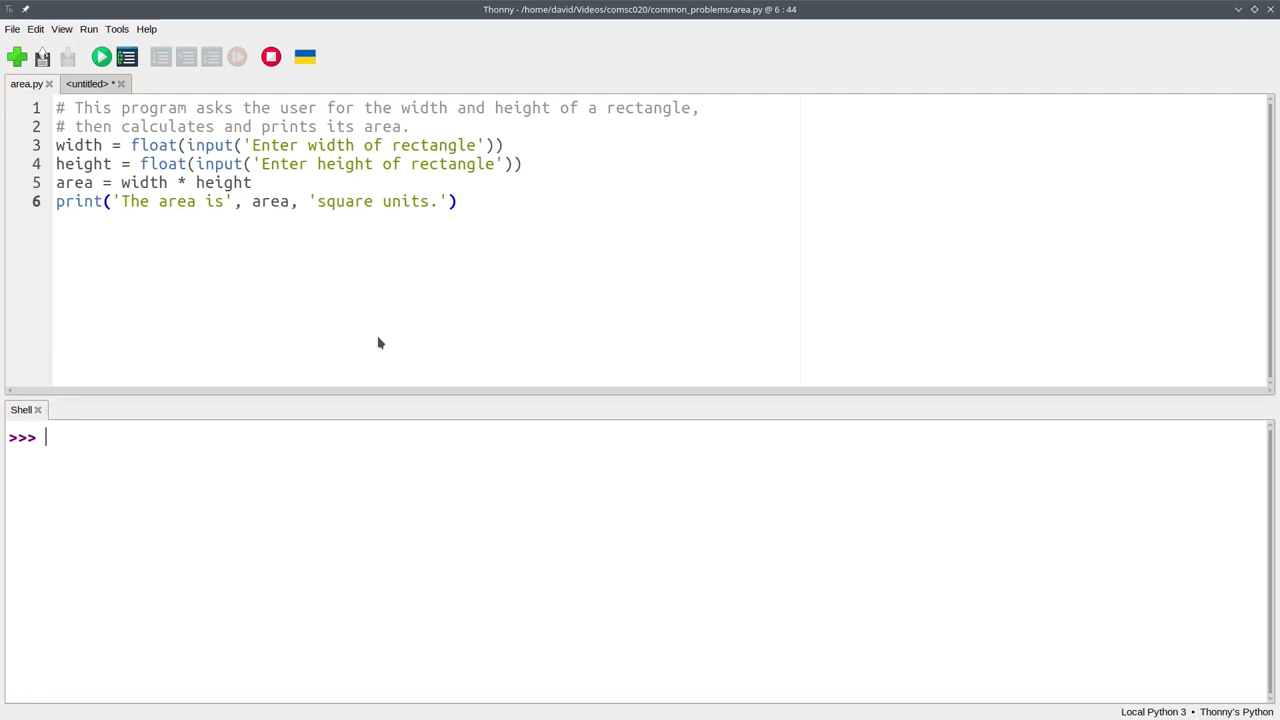 Thonny - /home/david/Videos/comsc020/common_problems/area.py @ 6 : 44
File Edit View Run Tools Help
area.py <untitled> *
1 # This program asks the user for the width and height of a rectangle,
2 # then calculates and prints its area.
3 width = float(input('Enter width of rectangle'))
4 height = float(input('Enter height of rectangle'))
5 area = width * height
6 print('The area is', area, 'square units.')
Shell
>>>
Local Python 3 • Thonny's Python